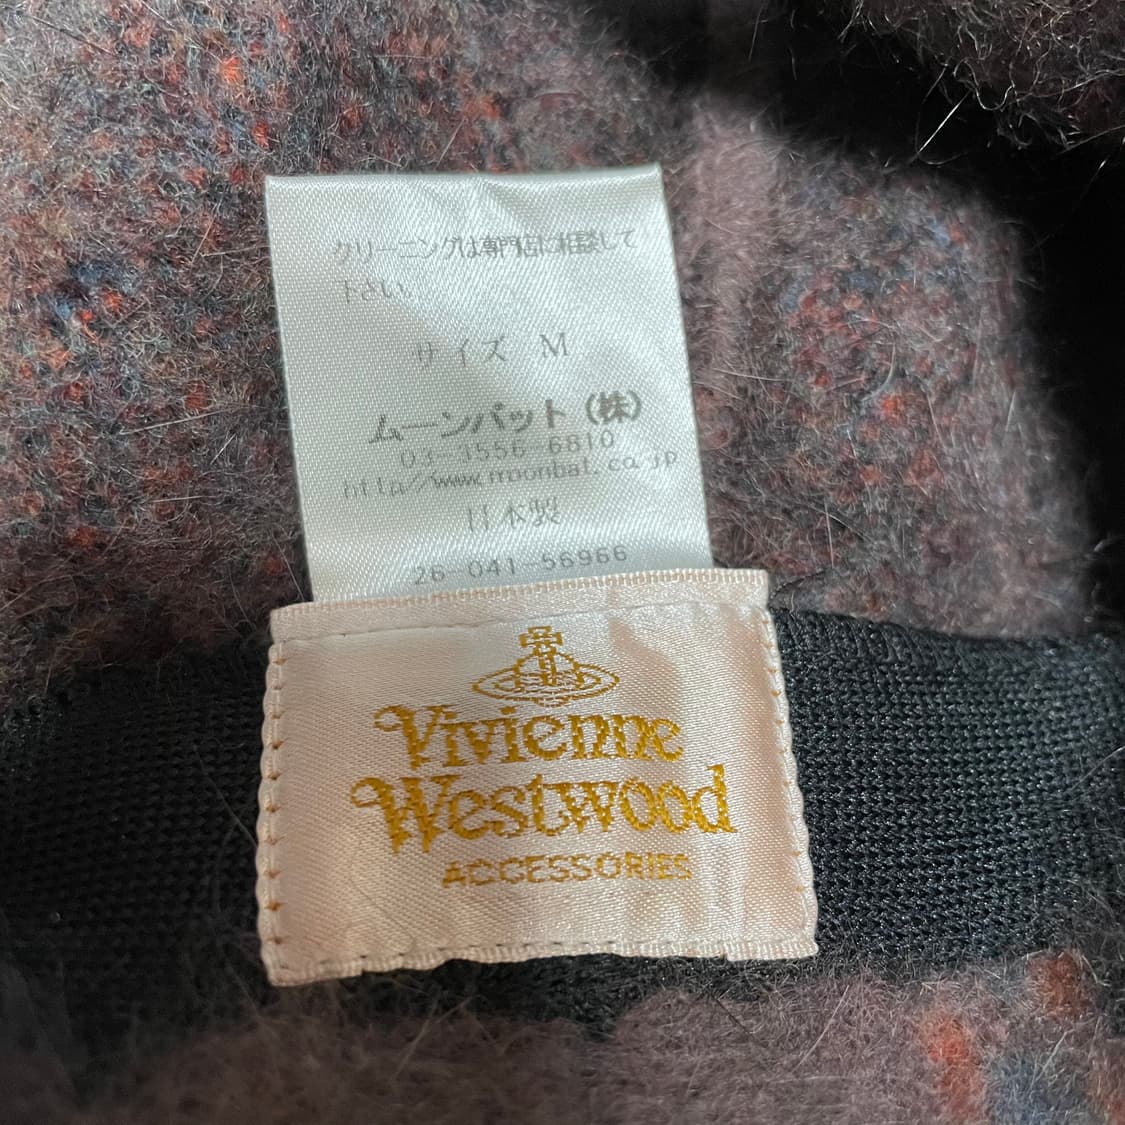 クリーニングは専門店に相談して
下さい。
サイズ M
ムーンバット(株)
03-3556-6810
http//www.moonbat.co.jp
日本製
26-041-56966
Vivienne
Westwood
ACCESSORIES